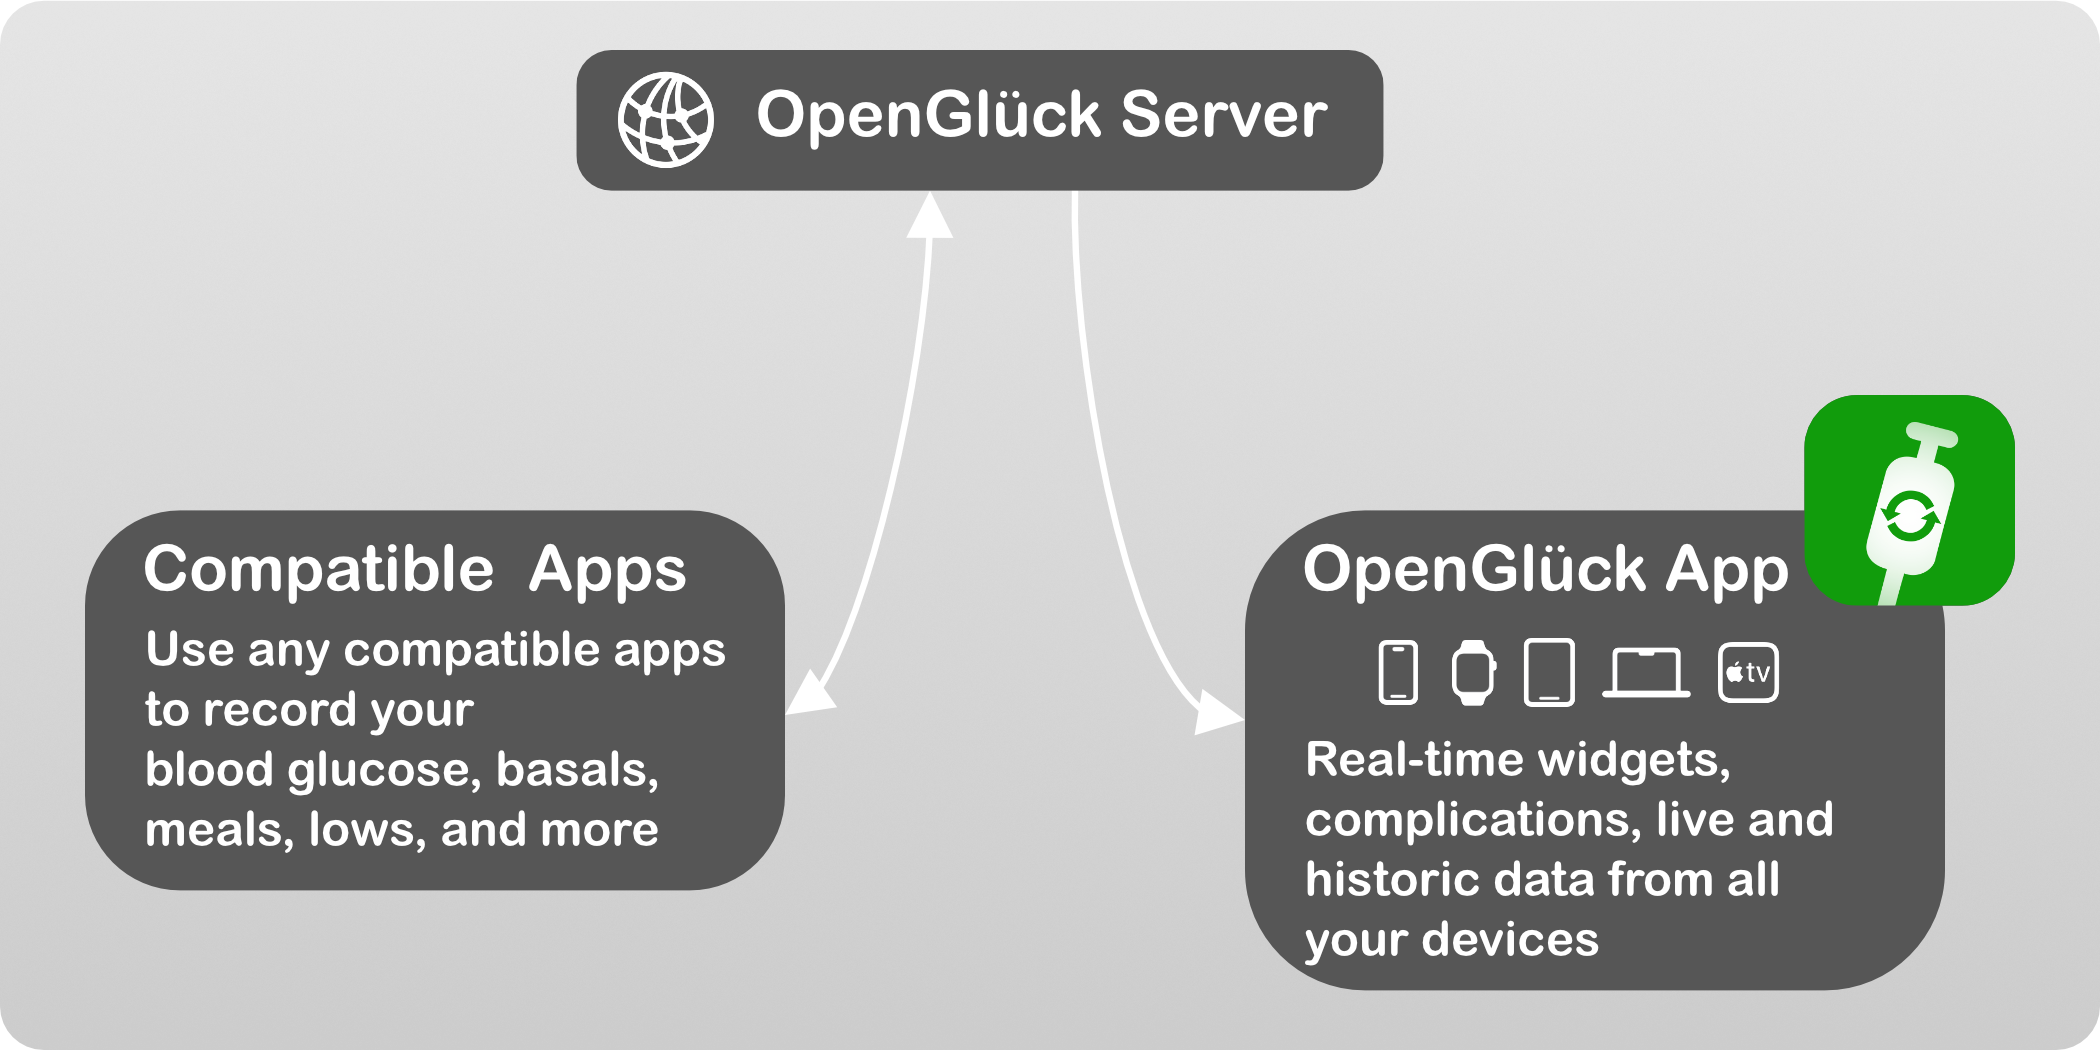 OpenGlück Server
Compatible  Apps
Use any compatible apps
to record your
blood glucose, basals,
meals, lows, and more
OpenGlück App
tv
Real-time widgets,
complications, live and
historic data from all
your devices